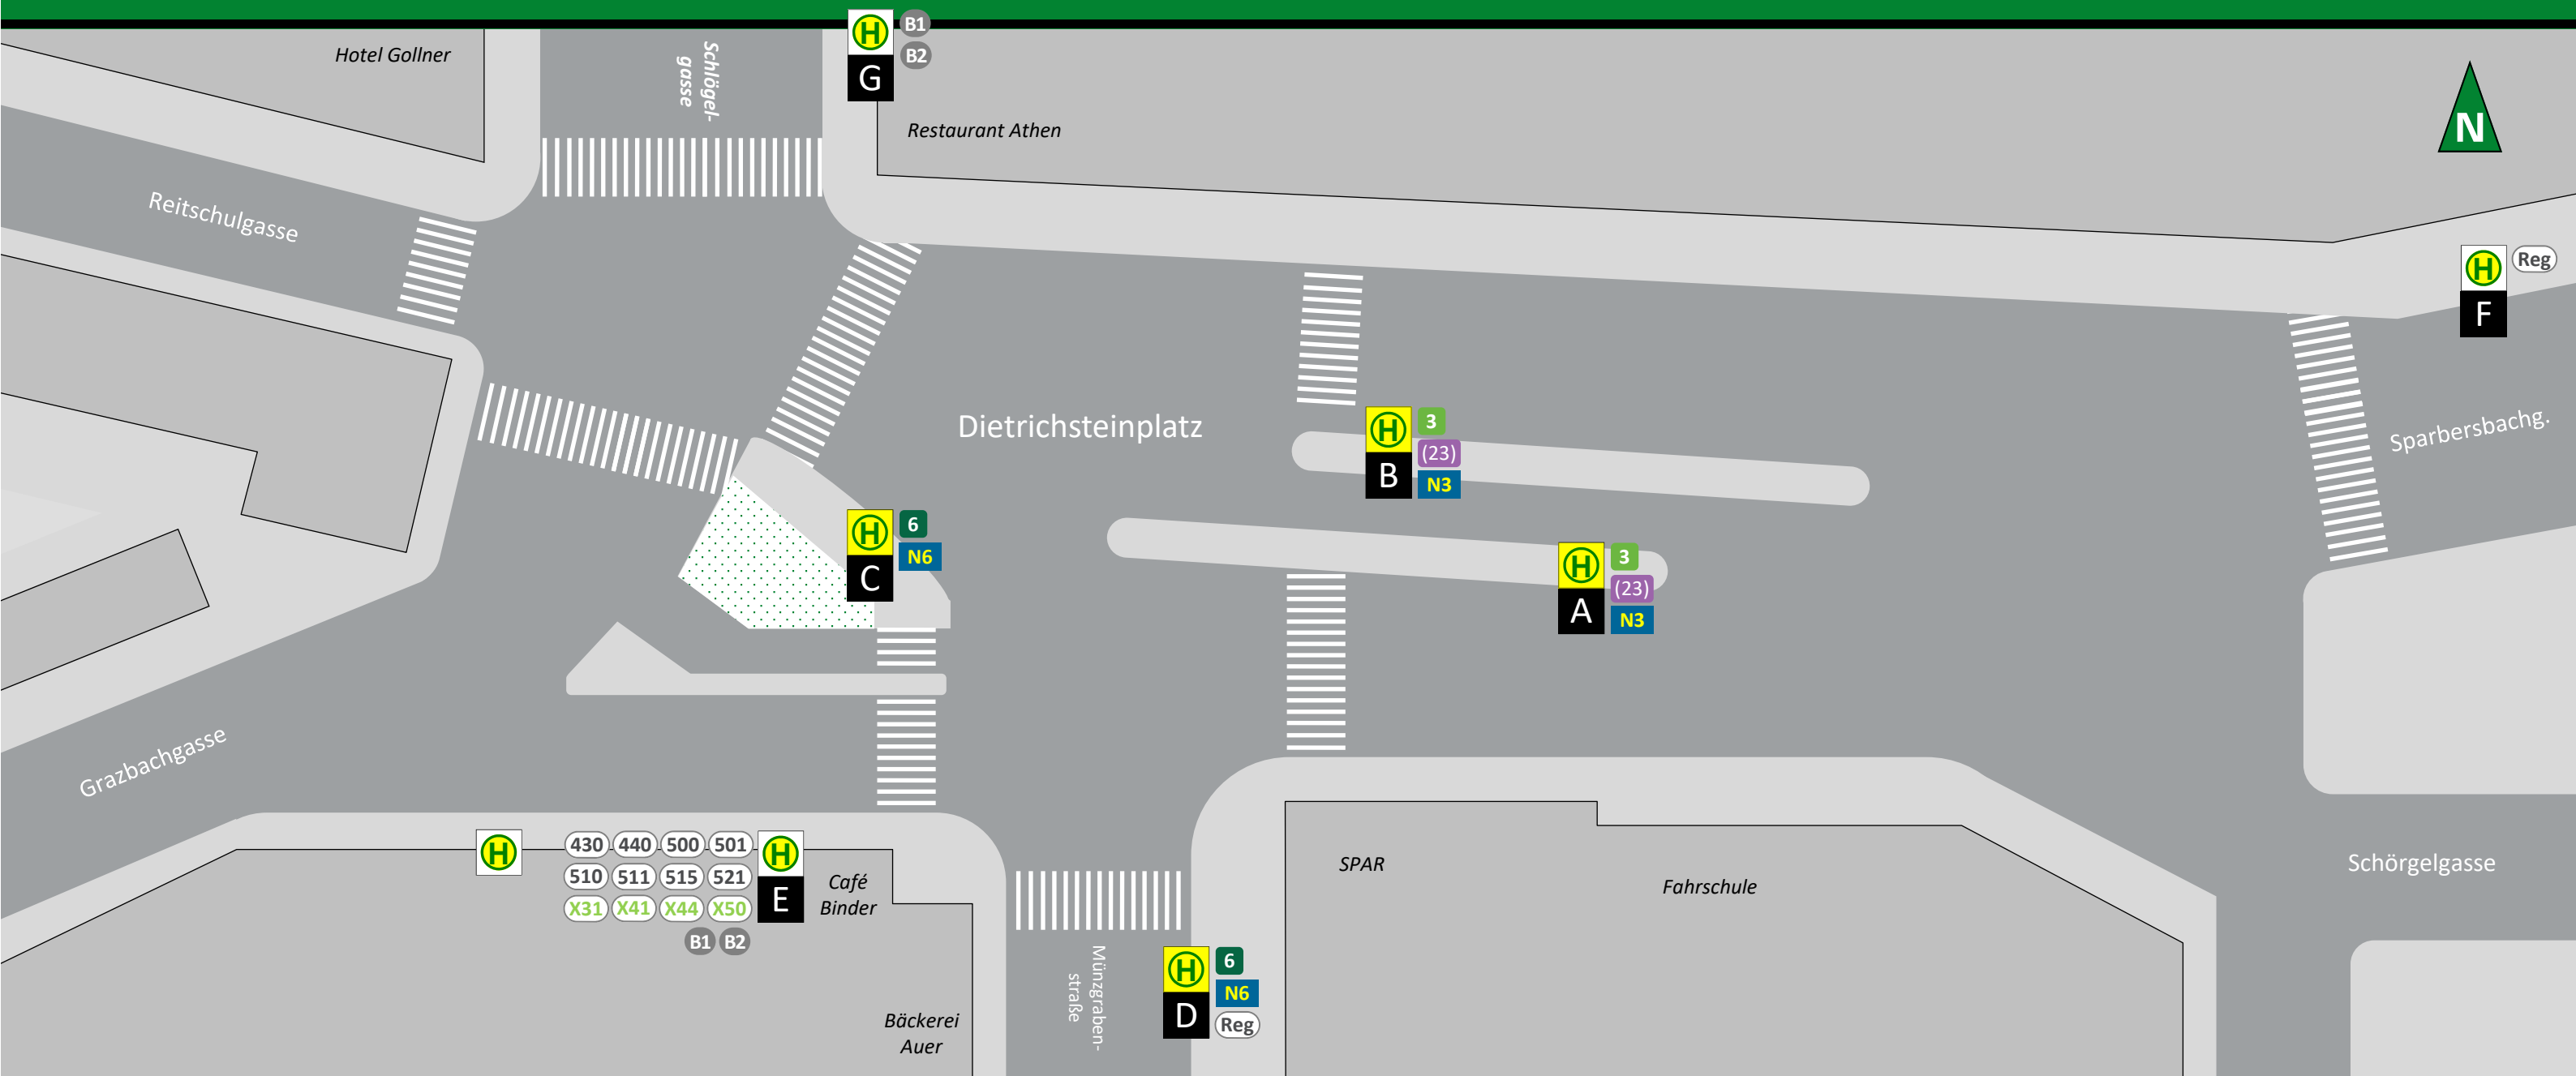 Hotel Gollner
Schlögel-
gasse
H
B1
B2
G
Restaurant Athen
N
Reitschulgasse
H
Reg
F
Dietrichsteinplatz
H
3
(23)
B
N3
Sparbersbachg.
H
6
N6
C
H
3
(23)
A
N3
Grazbachgasse
H
430 440 500 501
510 511 515 521
X31 X41 X44 X50
B1 B2
H
E
Café
Binder
SPAR
Fahrschule
Schörgelgasse
Münzgraben-
straße
H
6
N6
D
Reg
Bäckerei
Auer